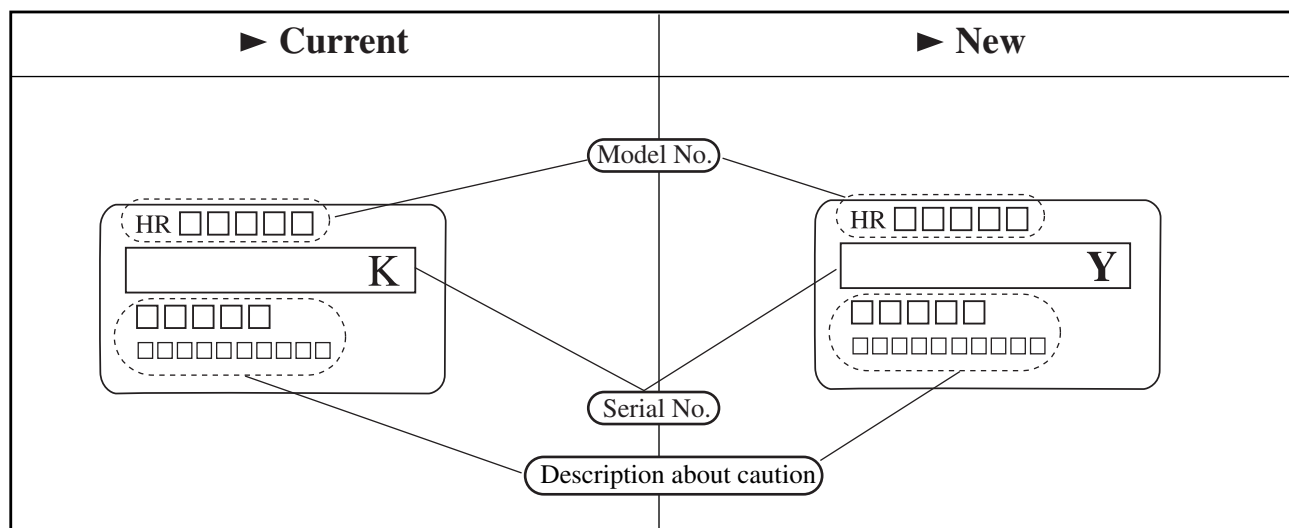 ► Current
► New
Model No.
HR □□□□□
HR □□□□□
K
Y
□□□□□
□□□□□
□□□□□□□□□□
□□□□□□□□□□
Serial No.
Description about caution